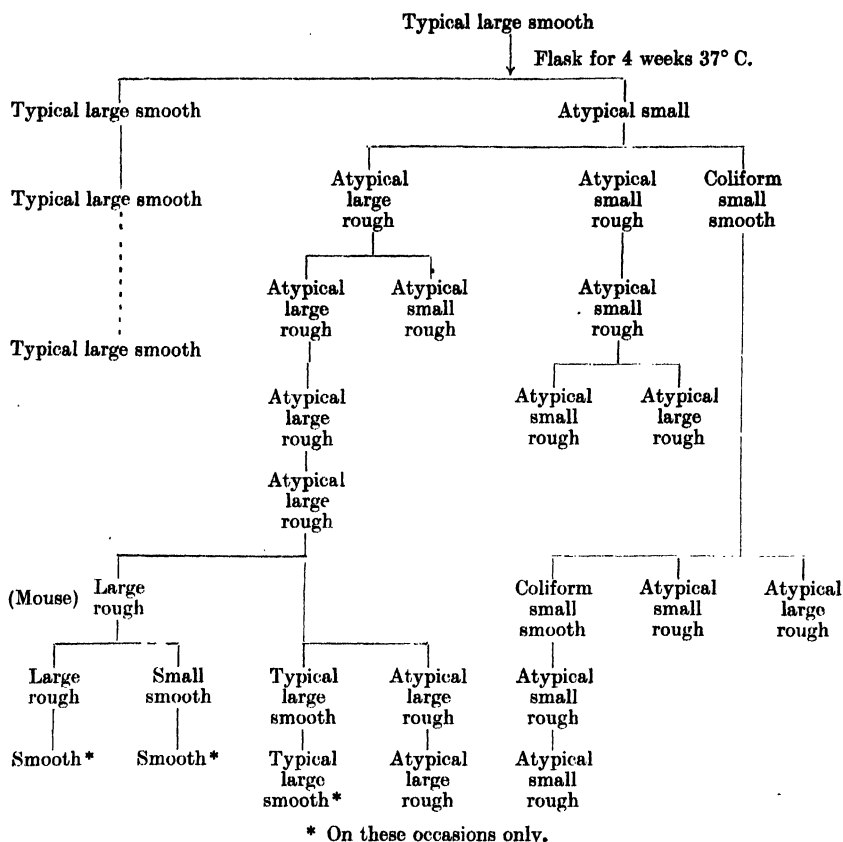 Typical large smooth
Flask for 4 weeks 37° C.
Typical large smooth
Atypical small
Typical large smooth
Atypical
large
rough
Atypical
small
rough
Coliform
small
smooth
Atypical
large
rough
Atypical
small
rough
Atypical
small
rough
Typical large smooth
Atypical
large
rough
Atypical
small
rough
Atypical
large
rough
Atypical
large
rough
(Mouse)
Large
rough
Coliform
small
smooth
Atypical
small
rough
Atypical
large
rough
Large
rough
Small
smooth
Typical
large
smooth
Atypical
large
rough
Atypical
small
rough
Smooth*
Smooth*
Typical
large
smooth*
Atypical
large
rough
Atypical
small
rough
* On these occasions only.